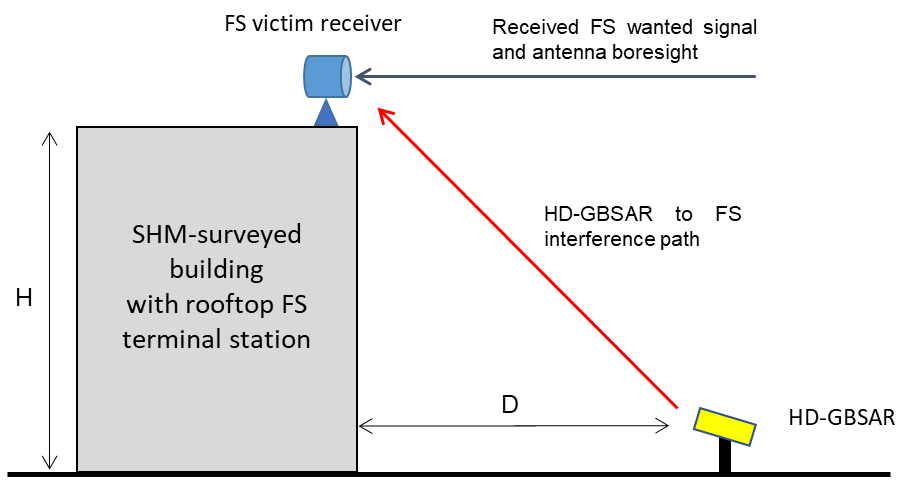 FS victim receiver
Received FS wanted signal
and antenna boresight
HD-GBSAR to FS
interference path
SHM-surveyed
building
with rooftop FS
terminal station
H
D
HD-GBSAR